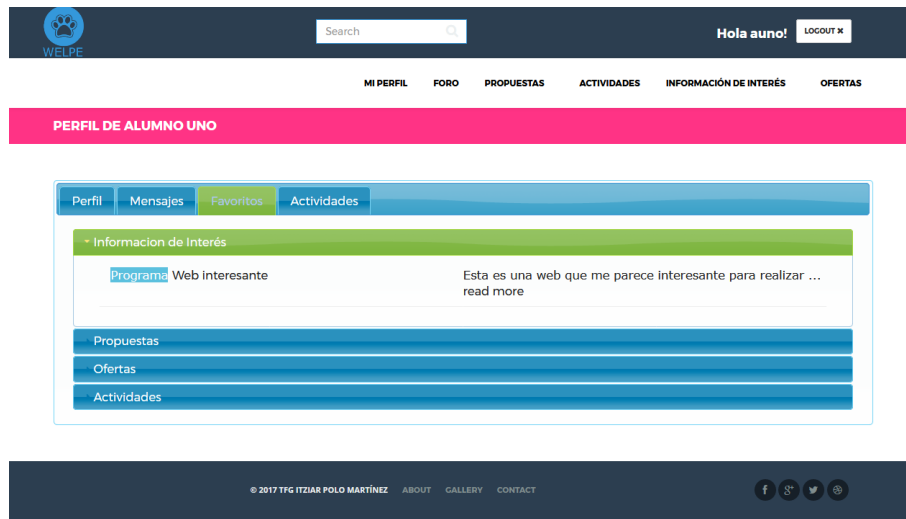 WELPE
Search
Hola auno!
LOGOUT ✖
MI PERFIL FORO PROPUESTAS ACTIVIDADES INFORMACIÓN DE INTERÉS OFERTAS
PERFIL DE ALUMNO UNO
Perfil Mensajes Favoritos Actividades
Informacion de Interés
Programa Web interesante
Esta es una web que me parece interesante para realizar ...
read more
Propuestas
Ofertas
Actividades
© 2017 TFG ITZIAR POLO MARTÍNEZ ABOUT GALLERY CONTACT